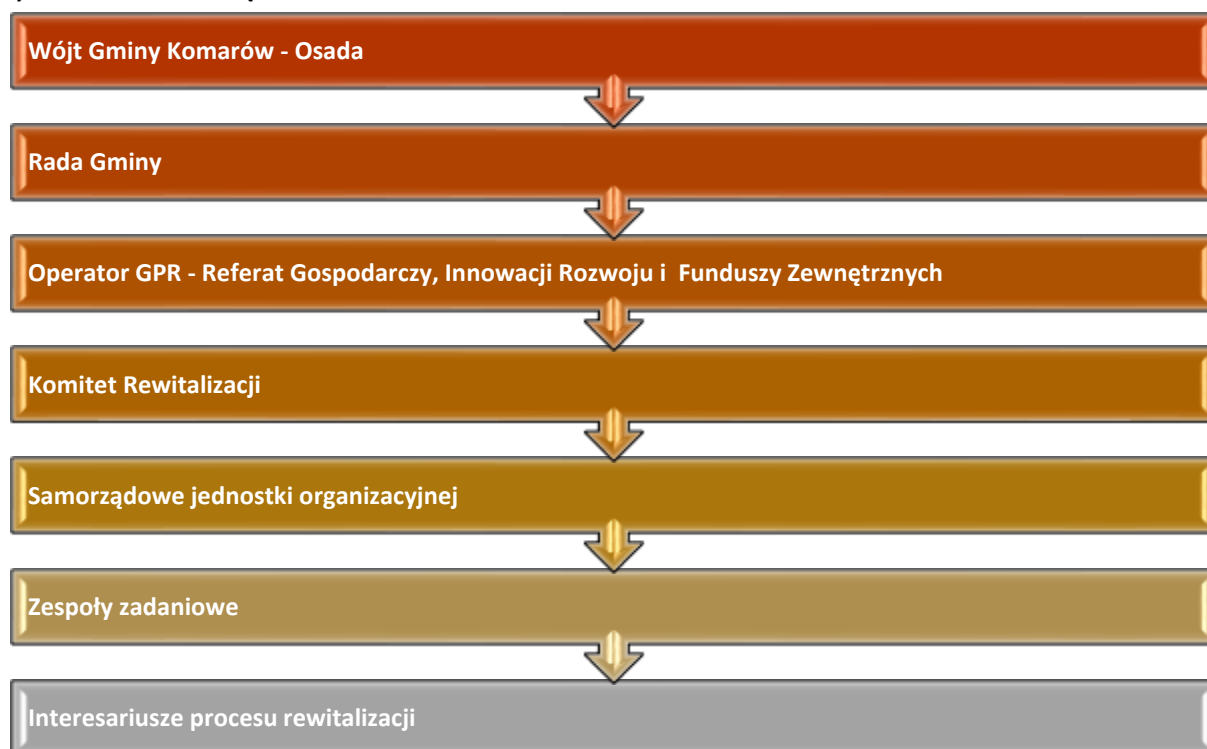 Wójt Gminy Komarów - Osada
Rada Gminy
Operator GPR - Referat Gospodarczy, Innowacji Rozwoju i Funduszy Zewnętrznych
Komitet Rewitalizacji
Samorządowe jednostki organizacyjnej
Zespoły zadaniowe
Interesariusze procesu rewitalizacji